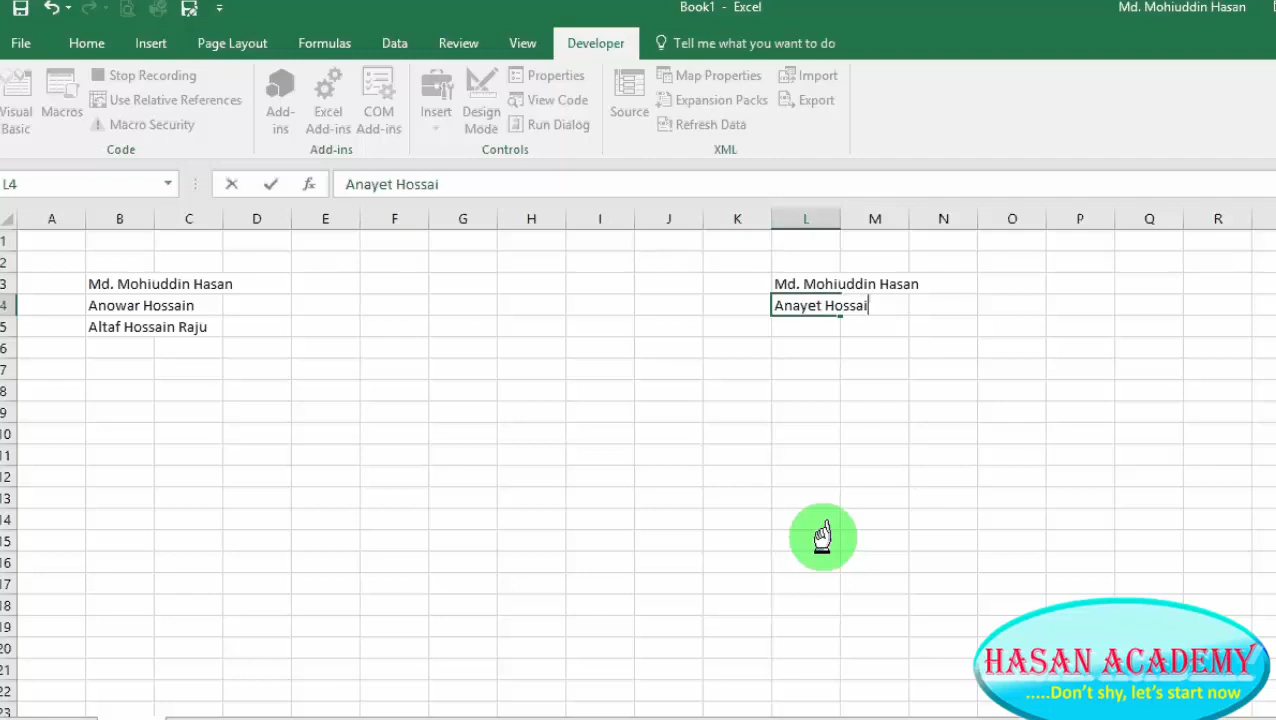 Book1 - Excel
Md. Mohiuddin Hasan
File Home Insert Page Layout Formulas Data Review View Developer Tell me what you want to do
Visual Basic
Macros
Stop Recording
Use Relative References
Macro Security
Code
Add-ins
Excel Add-ins
COM Add-ins
Add-ins
Insert
Design Mode
Properties
View Code
Run Dialog
Controls
Source
Map Properties
Expansion Packs
Refresh Data
Import
Export
XML
L4 fx Anayet Hossai
A B C D E F G H I J K L M N O P Q R
1
2
3 Md. Mohiuddin Hasan Md. Mohiuddin Hasan
4 Anowar Hossain Anayet Hossai
5 Altaf Hossain Raju
6
7
8
9
10
11
12
13
14
15
16
17
18
19
20
21
22
23
HASAN ACADEMY
.....Don't shy, let's start now